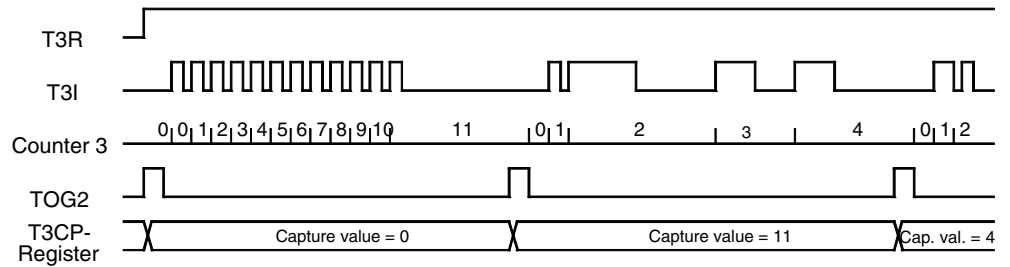 T3R
T3I
Counter 3 0 0 1 2 3 4 5 6 7 8 9 10 11 0 1 2 3 4 0 1 2
TOG2
T3CP-
Register
Capture value = 0 Capture value = 11 Cap. val. = 4